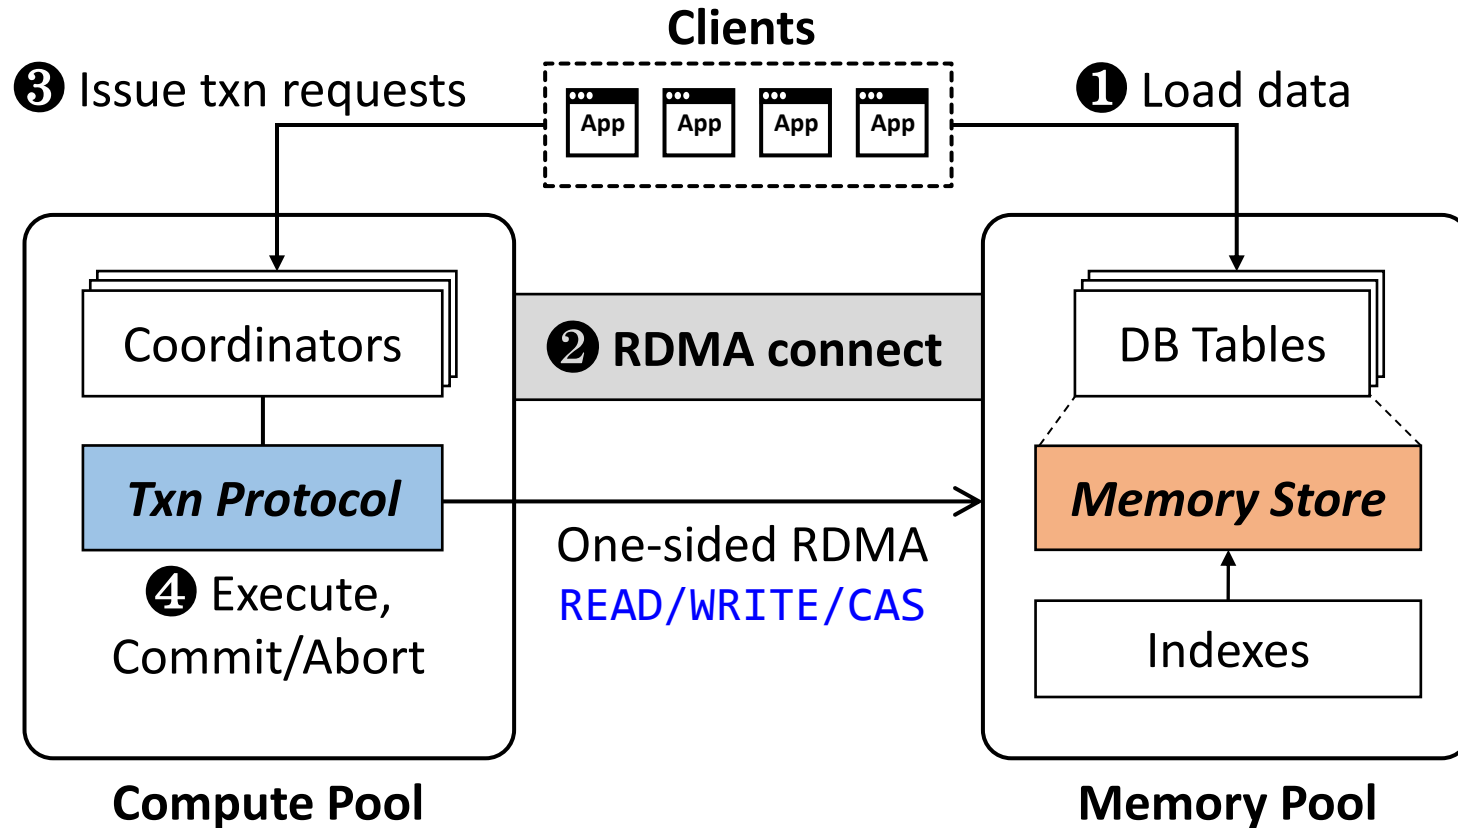 Clients
❸ Issue txn requests
❶ Load data
App
App
App
App
Coordinators
❷ RDMA connect
DB Tables
Txn Protocol
Memory Store
One-sided RDMA
READ/WRITE/CAS
❹ Execute,
Commit/Abort
Indexes
Compute Pool
Memory Pool